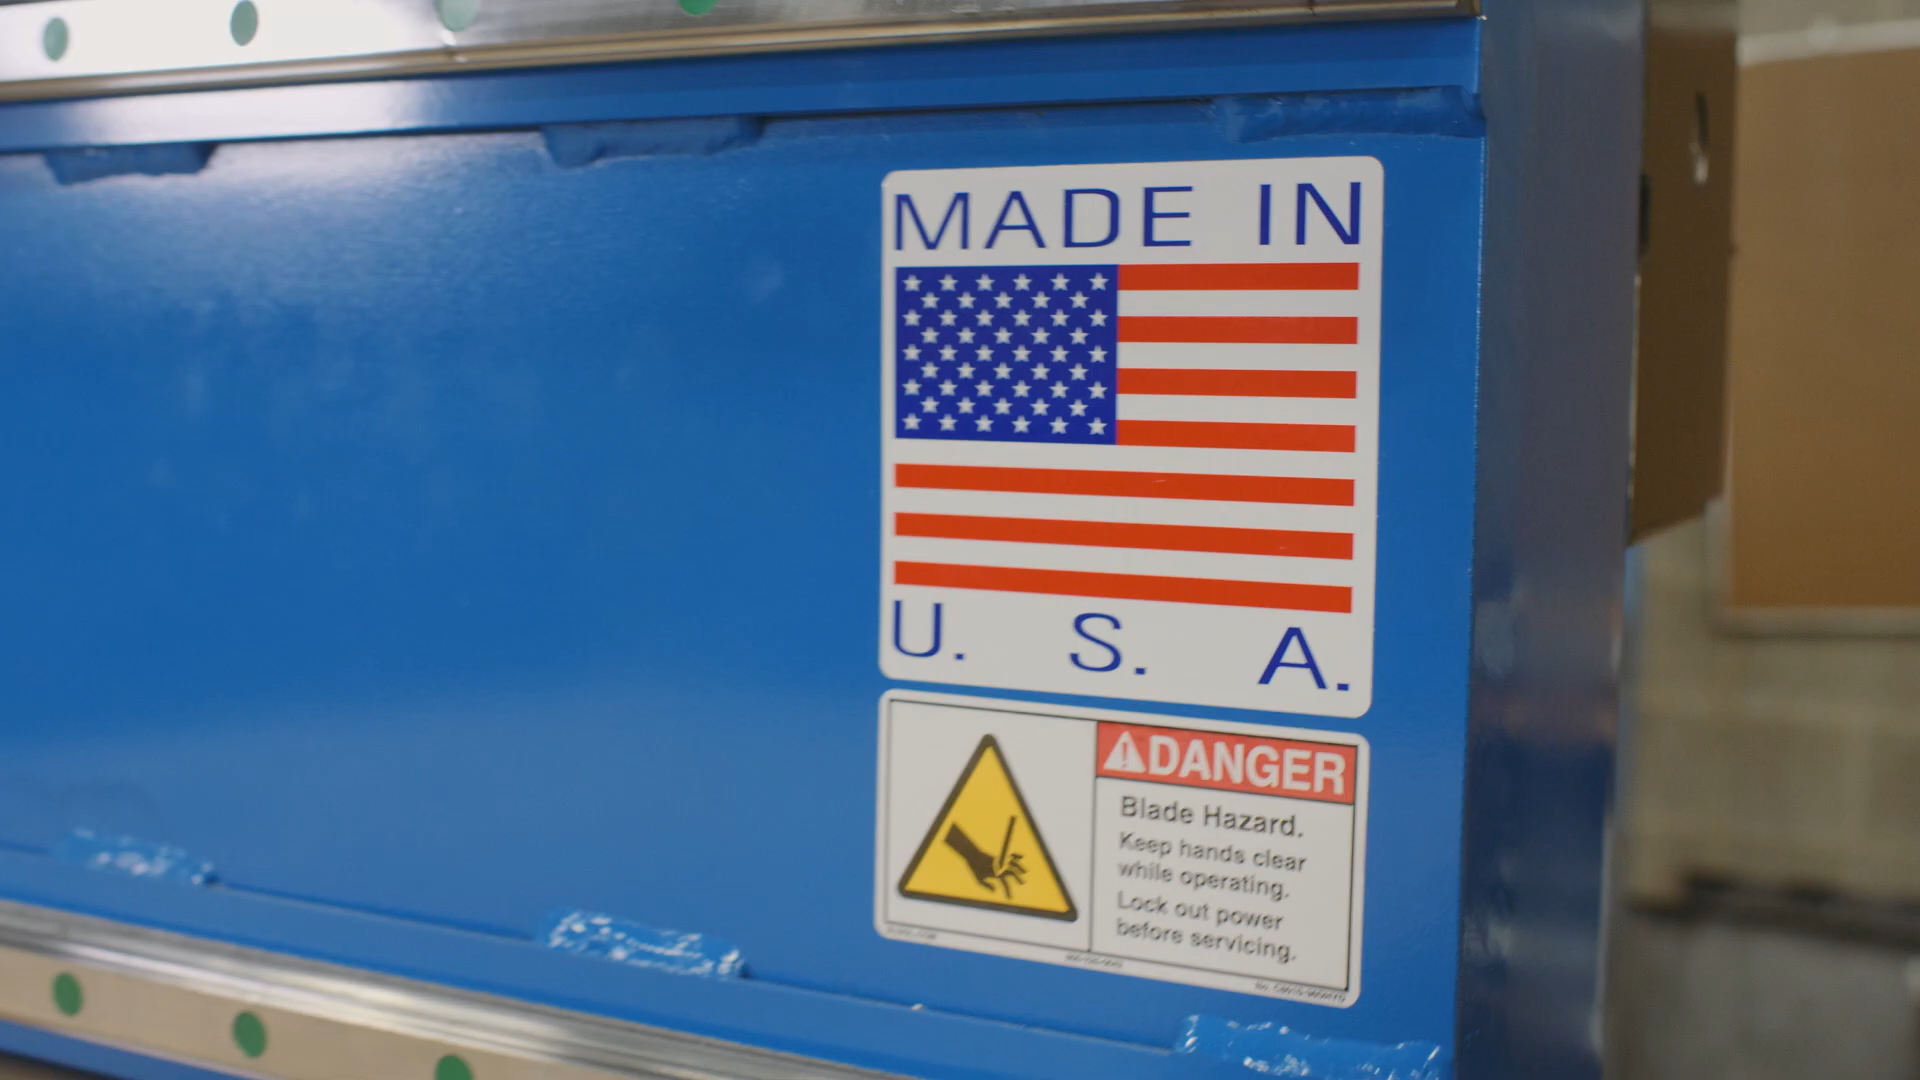 MADE IN
U. S. A.
DANGER
Blade Hazard.
Keep hands clear
while operating.
Lock out power
before servicing.